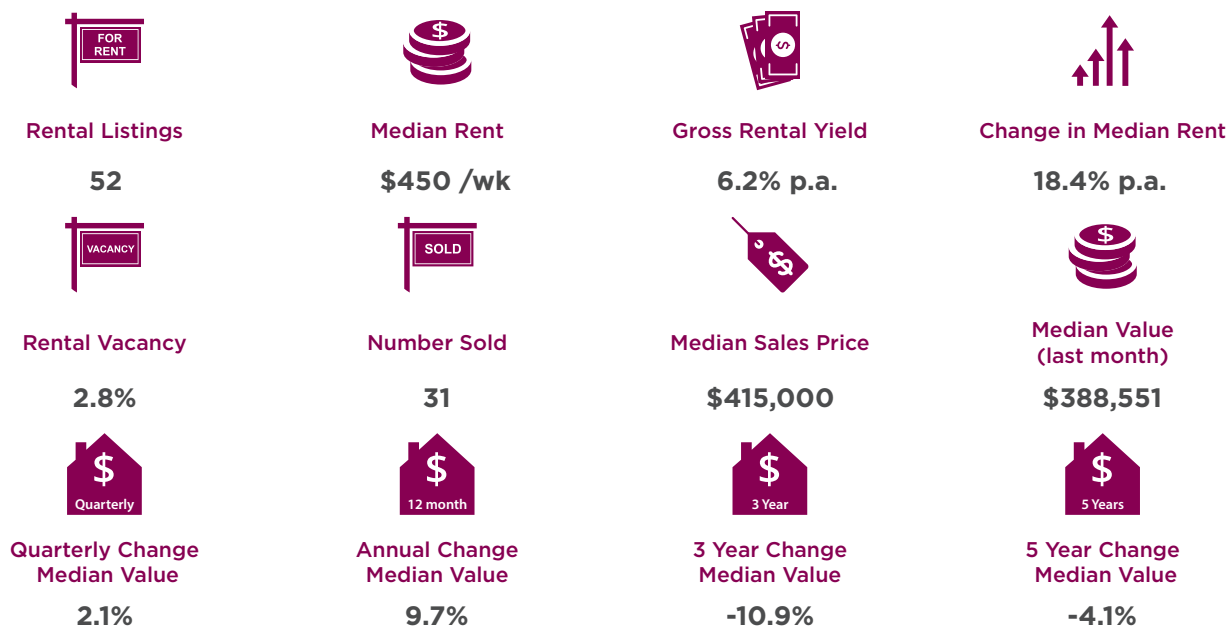 FOR
RENT
$
$
Rental Listings
Median Rent
Gross Rental Yield
Change in Median Rent
52
$450 /wk
6.2% p.a.
18.4% p.a.
VACANCY
SOLD
$
$
Rental Vacancy
Number Sold
Median Sales Price
Median Value
(last month)
2.8%
31
$415,000
$388,551
$
Quarterly
$
12 month
$
3 Year
$
5 Years
Quarterly Change
Median Value
Annual Change
Median Value
3 Year Change
Median Value
5 Year Change
Median Value
2.1%
9.7%
-10.9%
-4.1%